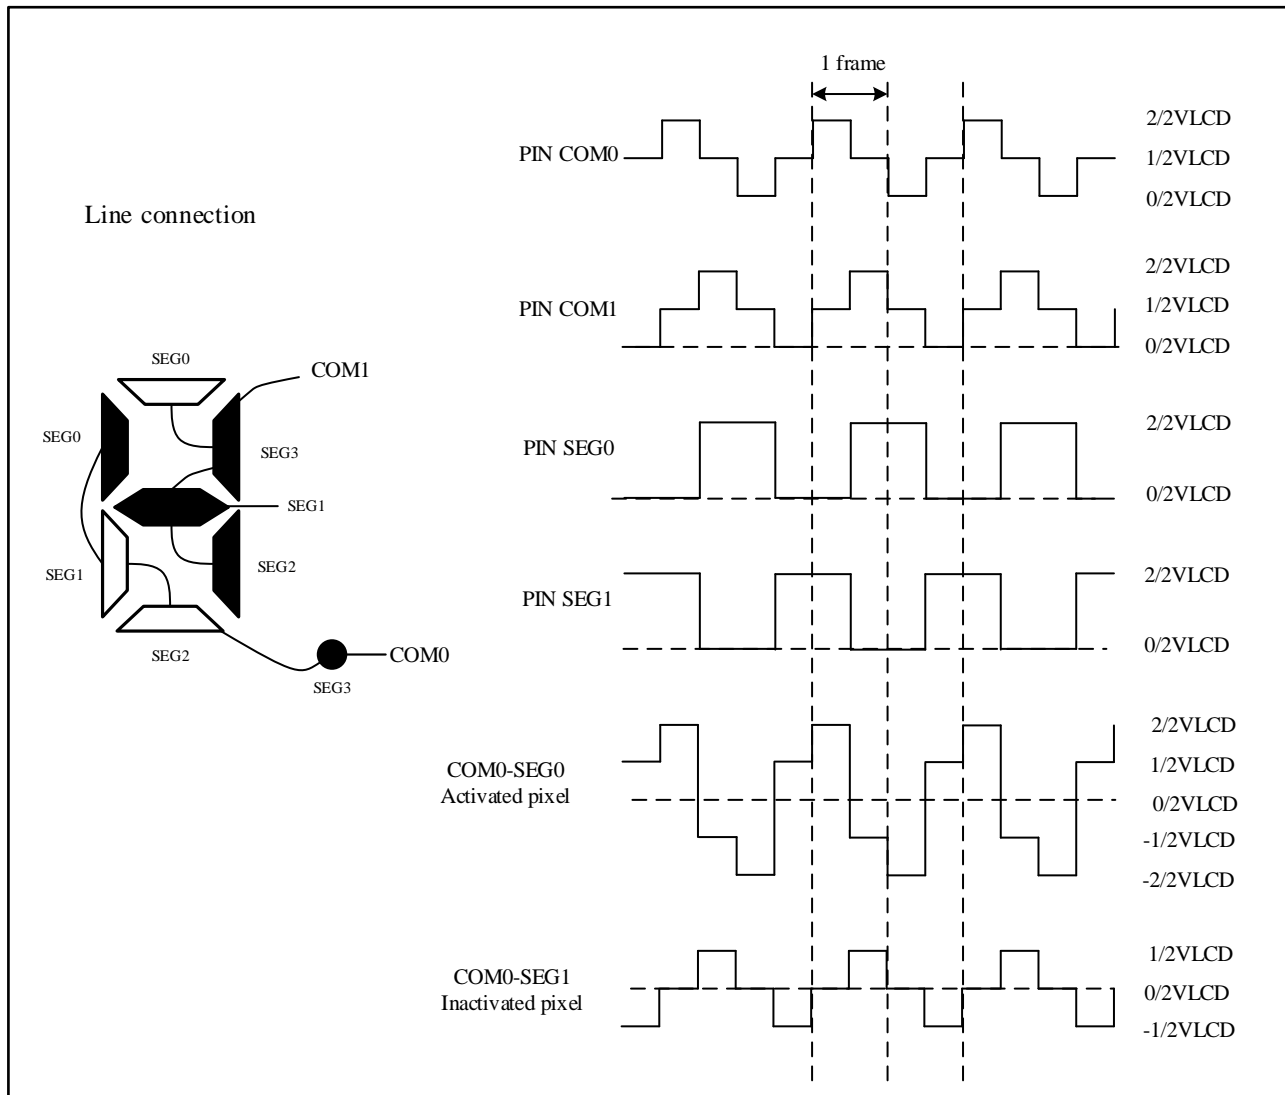 1 frame
PIN COM0
2/2VLCD
1/2VLCD
0/2VLCD
Line connection
PIN COM1
2/2VLCD
1/2VLCD
0/2VLCD
SEG0
COM1
SEG0
SEG3
SEG1
SEG1
SEG2
SEG2
COM0
SEG3
PIN SEG0
2/2VLCD
0/2VLCD
PIN SEG1
2/2VLCD
0/2VLCD
COM0-SEG0
Activated pixel
2/2VLCD
1/2VLCD
0/2VLCD
-1/2VLCD
-2/2VLCD
COM0-SEG1
Inactivated pixel
1/2VLCD
0/2VLCD
-1/2VLCD